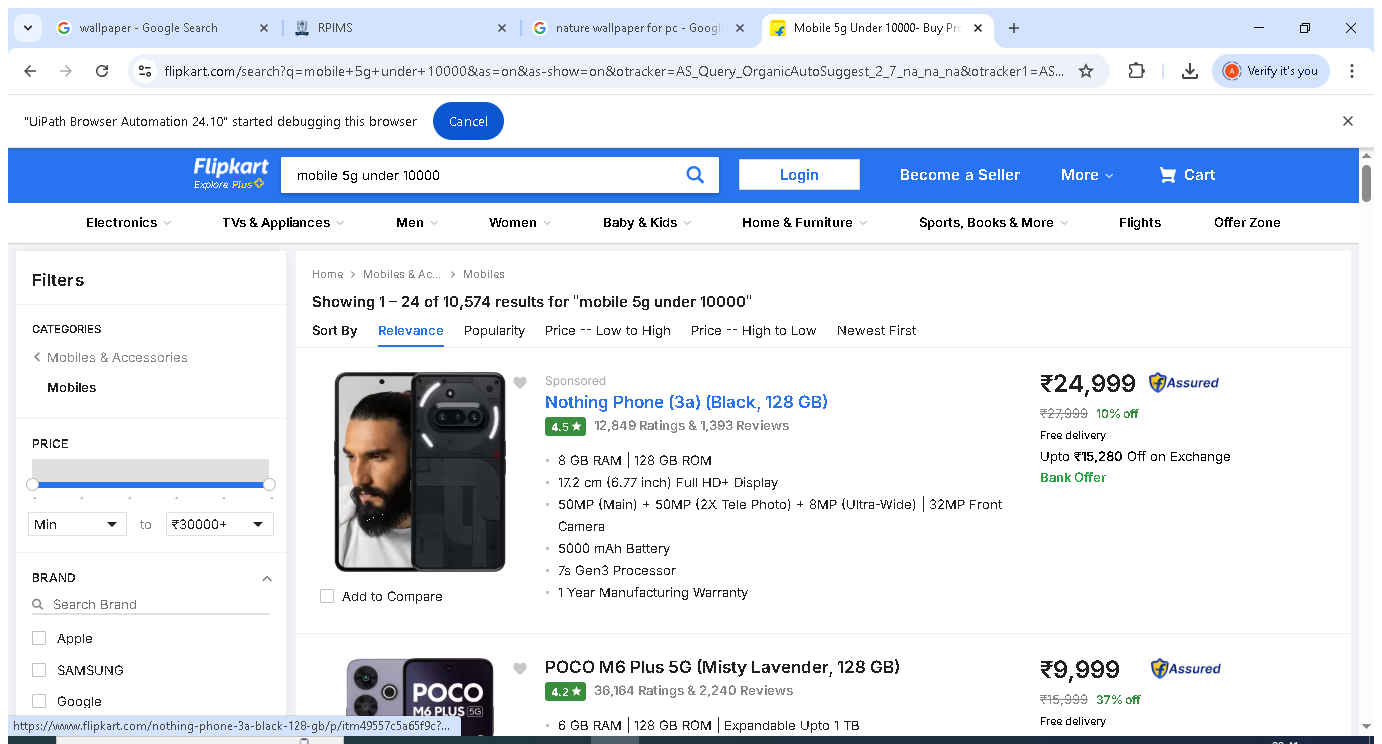 wallpaper - Google Search
RPIMS
nature wallpaper for pc - Googl
Mobile 5g Under 10000- Buy Pr
flipkart.com/search?q=mobile+5g+under+10000&as=on&as-show=on&otracker=AS_Query_OrganicAutoSuggest_2_7_na_na_na&otracker1=AS...
A
Verify it's you
"UiPath Browser Automation 24.10" started debugging this browser
Cancel
Flipkart
Explore Plus
mobile 5g under 10000
Login
Become a Seller
More
Cart
Electronics
TVs & Appliances
Men
Women
Baby & Kids
Home & Furniture
Sports, Books & More
Flights
Offer Zone
Filters
CATEGORIES
Mobiles & Accessories
Mobiles
PRICE
Min
to
₹30000+
BRAND
Search Brand
Apple
SAMSUNG
Google
Home
Mobiles & Ac...
Mobiles
Showing 1 – 24 of 10,574 results for "mobile 5g under 10000"
Sort By
Relevance
Popularity
Price -- Low to High
Price -- High to Low
Newest First
Add to Compare
Sponsored
Nothing Phone (3a) (Black, 128 GB)
4.5★ 12,849 Ratings & 1,393 Reviews
8 GB RAM | 128 GB ROM
17.2 cm (6.77 inch) Full HD+ Display
50MP (Main) + 50MP (2X Tele Photo) + 8MP (Ultra-Wide) | 32MP Front
Camera
5000 mAh Battery
7s Gen3 Processor
1 Year Manufacturing Warranty
₹24,999
Assured
₹27,999 10% off
Free delivery
Upto ₹15,280 Off on Exchange
Bank Offer
POCO
M6 PLUS 5G
POCO M6 Plus 5G (Misty Lavender, 128 GB)
4.2★ 36,164 Ratings & 2,240 Reviews
6 GB RAM | 128 GB ROM | Expandable Upto 1 TB
₹9,999
Assured
₹15,999 37% off
Free delivery
https://www.flipkart.com/nothing-phone-3a-black-128-gb/p/itm49557c5a65f9c?...